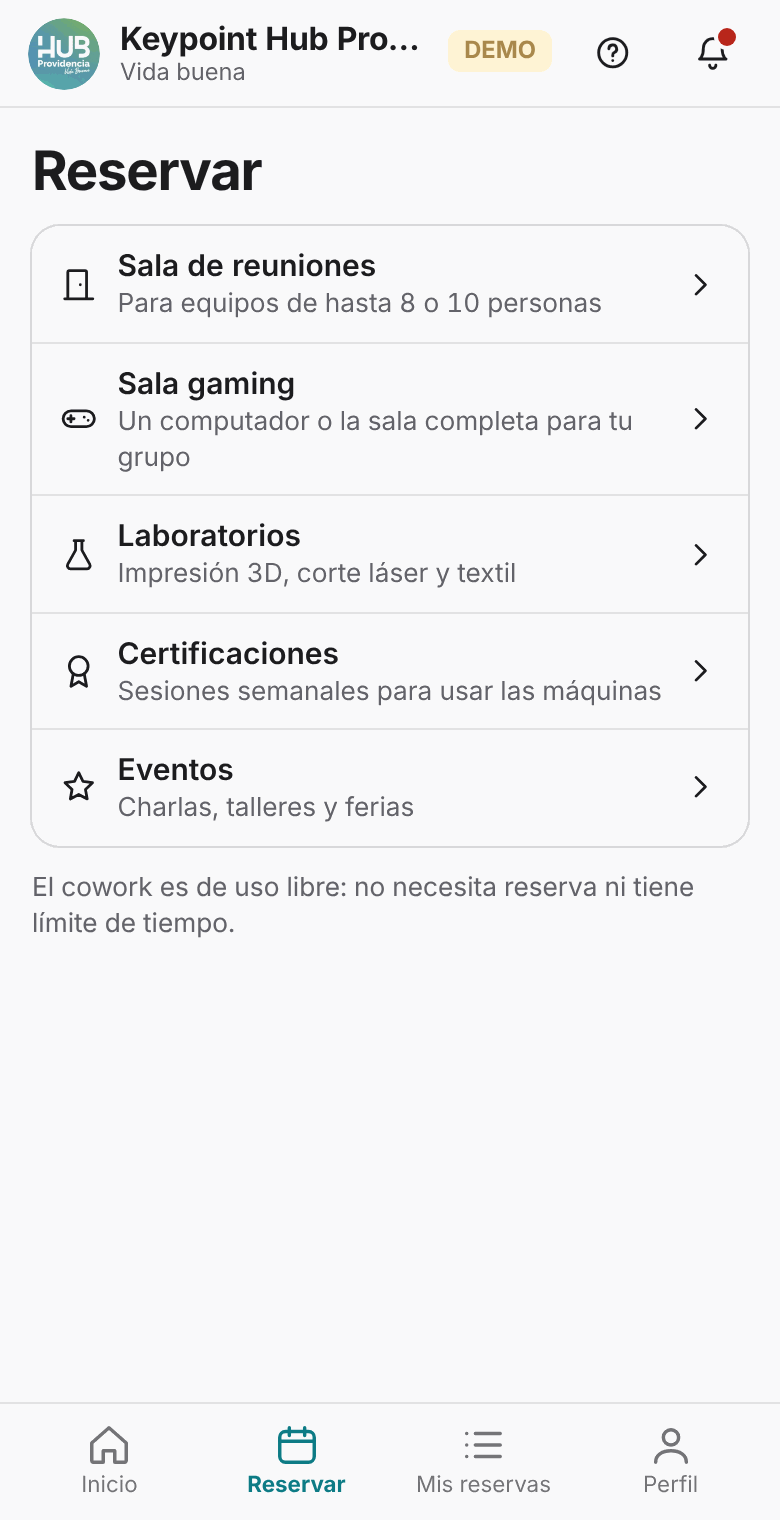 HUB
Providencia
Keypoint Hub Pro...
Vida buena
DEMO
Reservar
Sala de reuniones
Para equipos de hasta 8 o 10 personas
Sala gaming
Un computador o la sala completa para tu
grupo
Laboratorios
Impresión 3D, corte láser y textil
Certificaciones
Sesiones semanales para usar las máquinas
Eventos
Charlas, talleres y ferias
El cowork es de uso libre: no necesita reserva ni tiene
límite de tiempo.
Inicio
Reservar
Mis reservas
Perfil